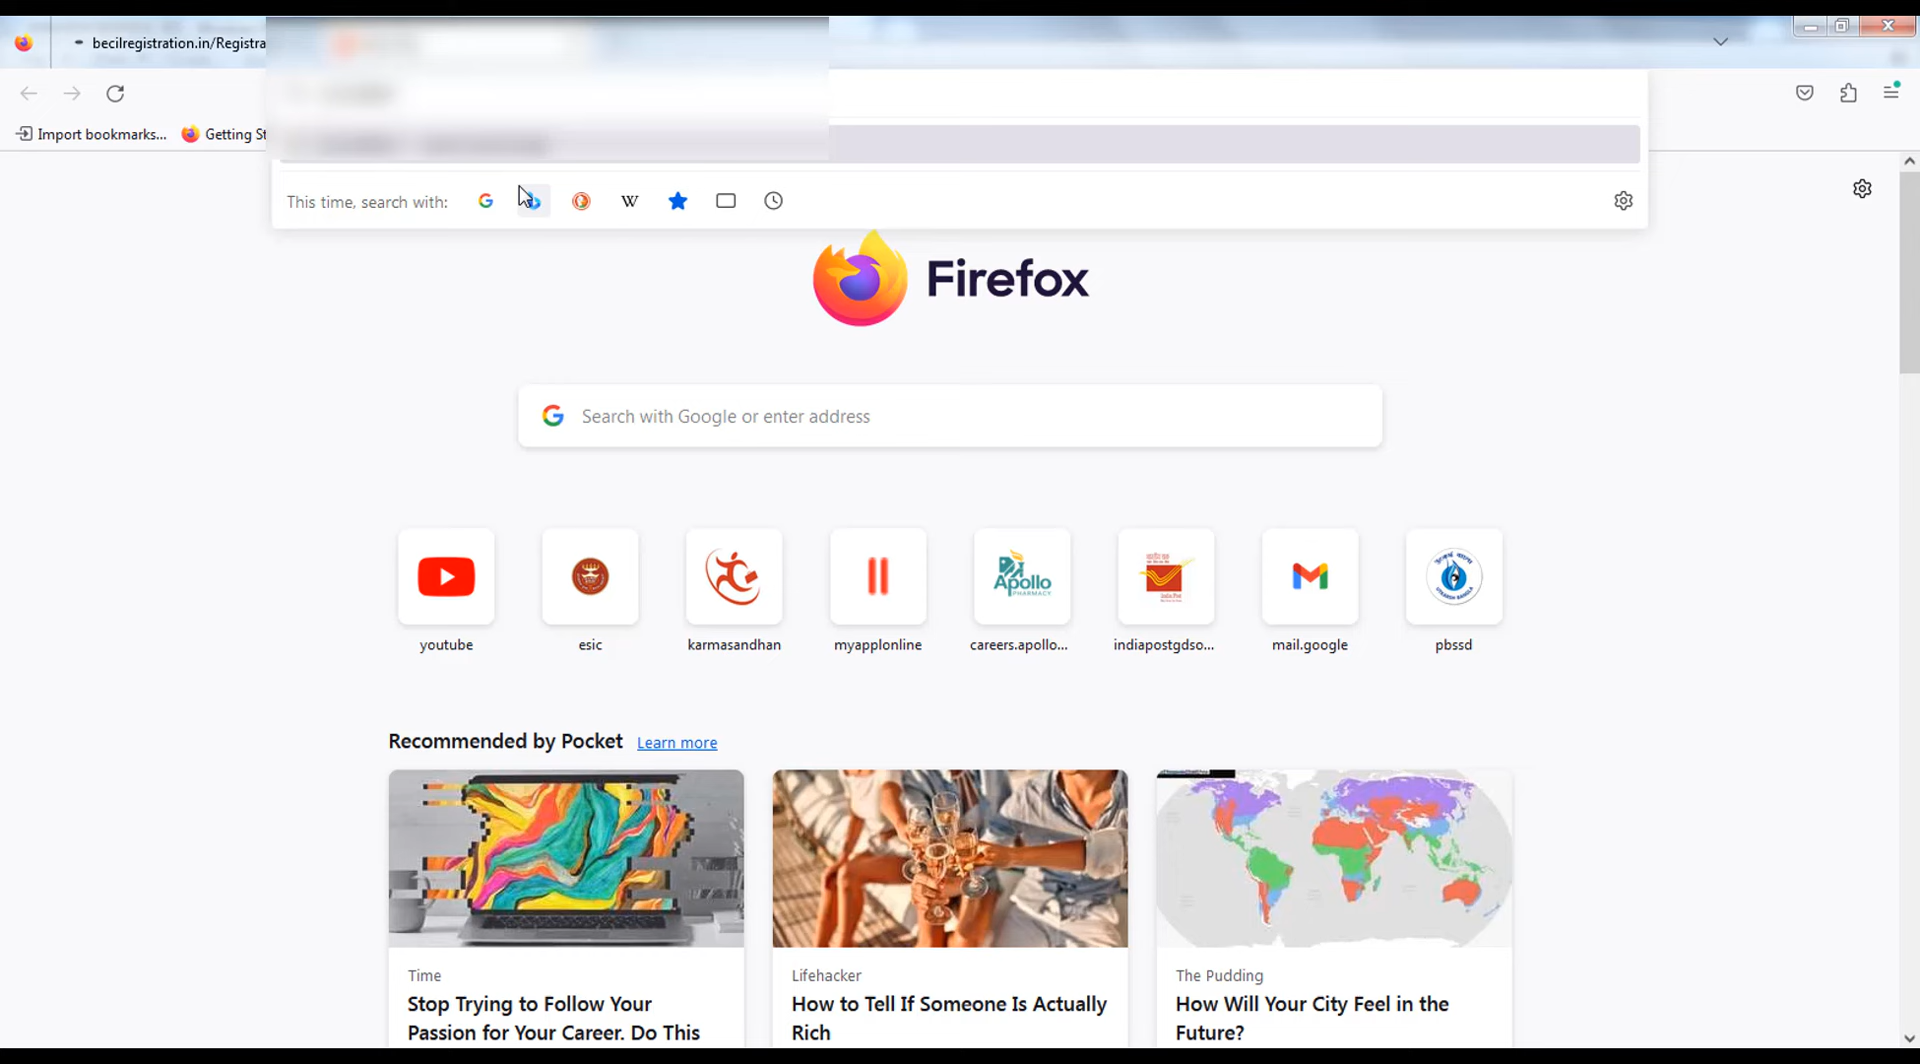 becilregistration.in/Registra
Import bookmarks...
Getting St
This time, search with:
Firefox
Search with Google or enter address
youtube
esic
karmasandhan
myapplonline
careers.apollo...
indiapostgdso...
mail.google
pbssd
Apollo
PHARMACY
Recommended by Pocket
Learn more
Time
Stop Trying to Follow Your
Passion for Your Career. Do This
Lifehacker
How to Tell If Someone Is Actually
Rich
The Pudding
How Will Your City Feel in the
Future?